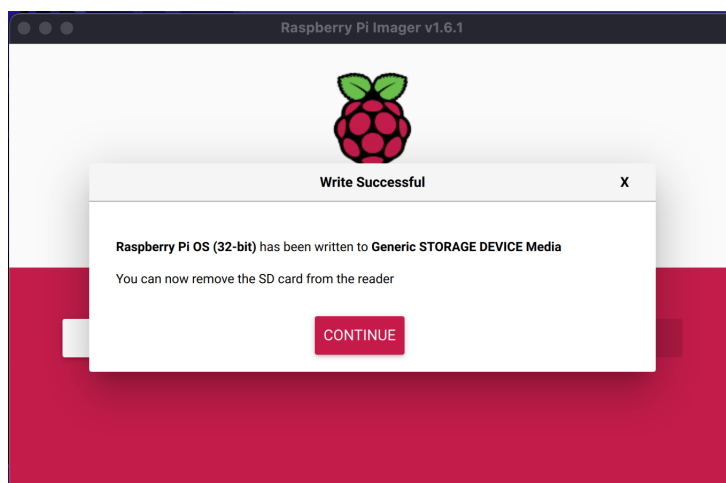 Raspberry Pi Imager v1.6.1
Write Successful
X
Raspberry Pi OS (32-bit) has been written to Generic STORAGE DEVICE Media
You can now remove the SD card from the reader
CONTINUE